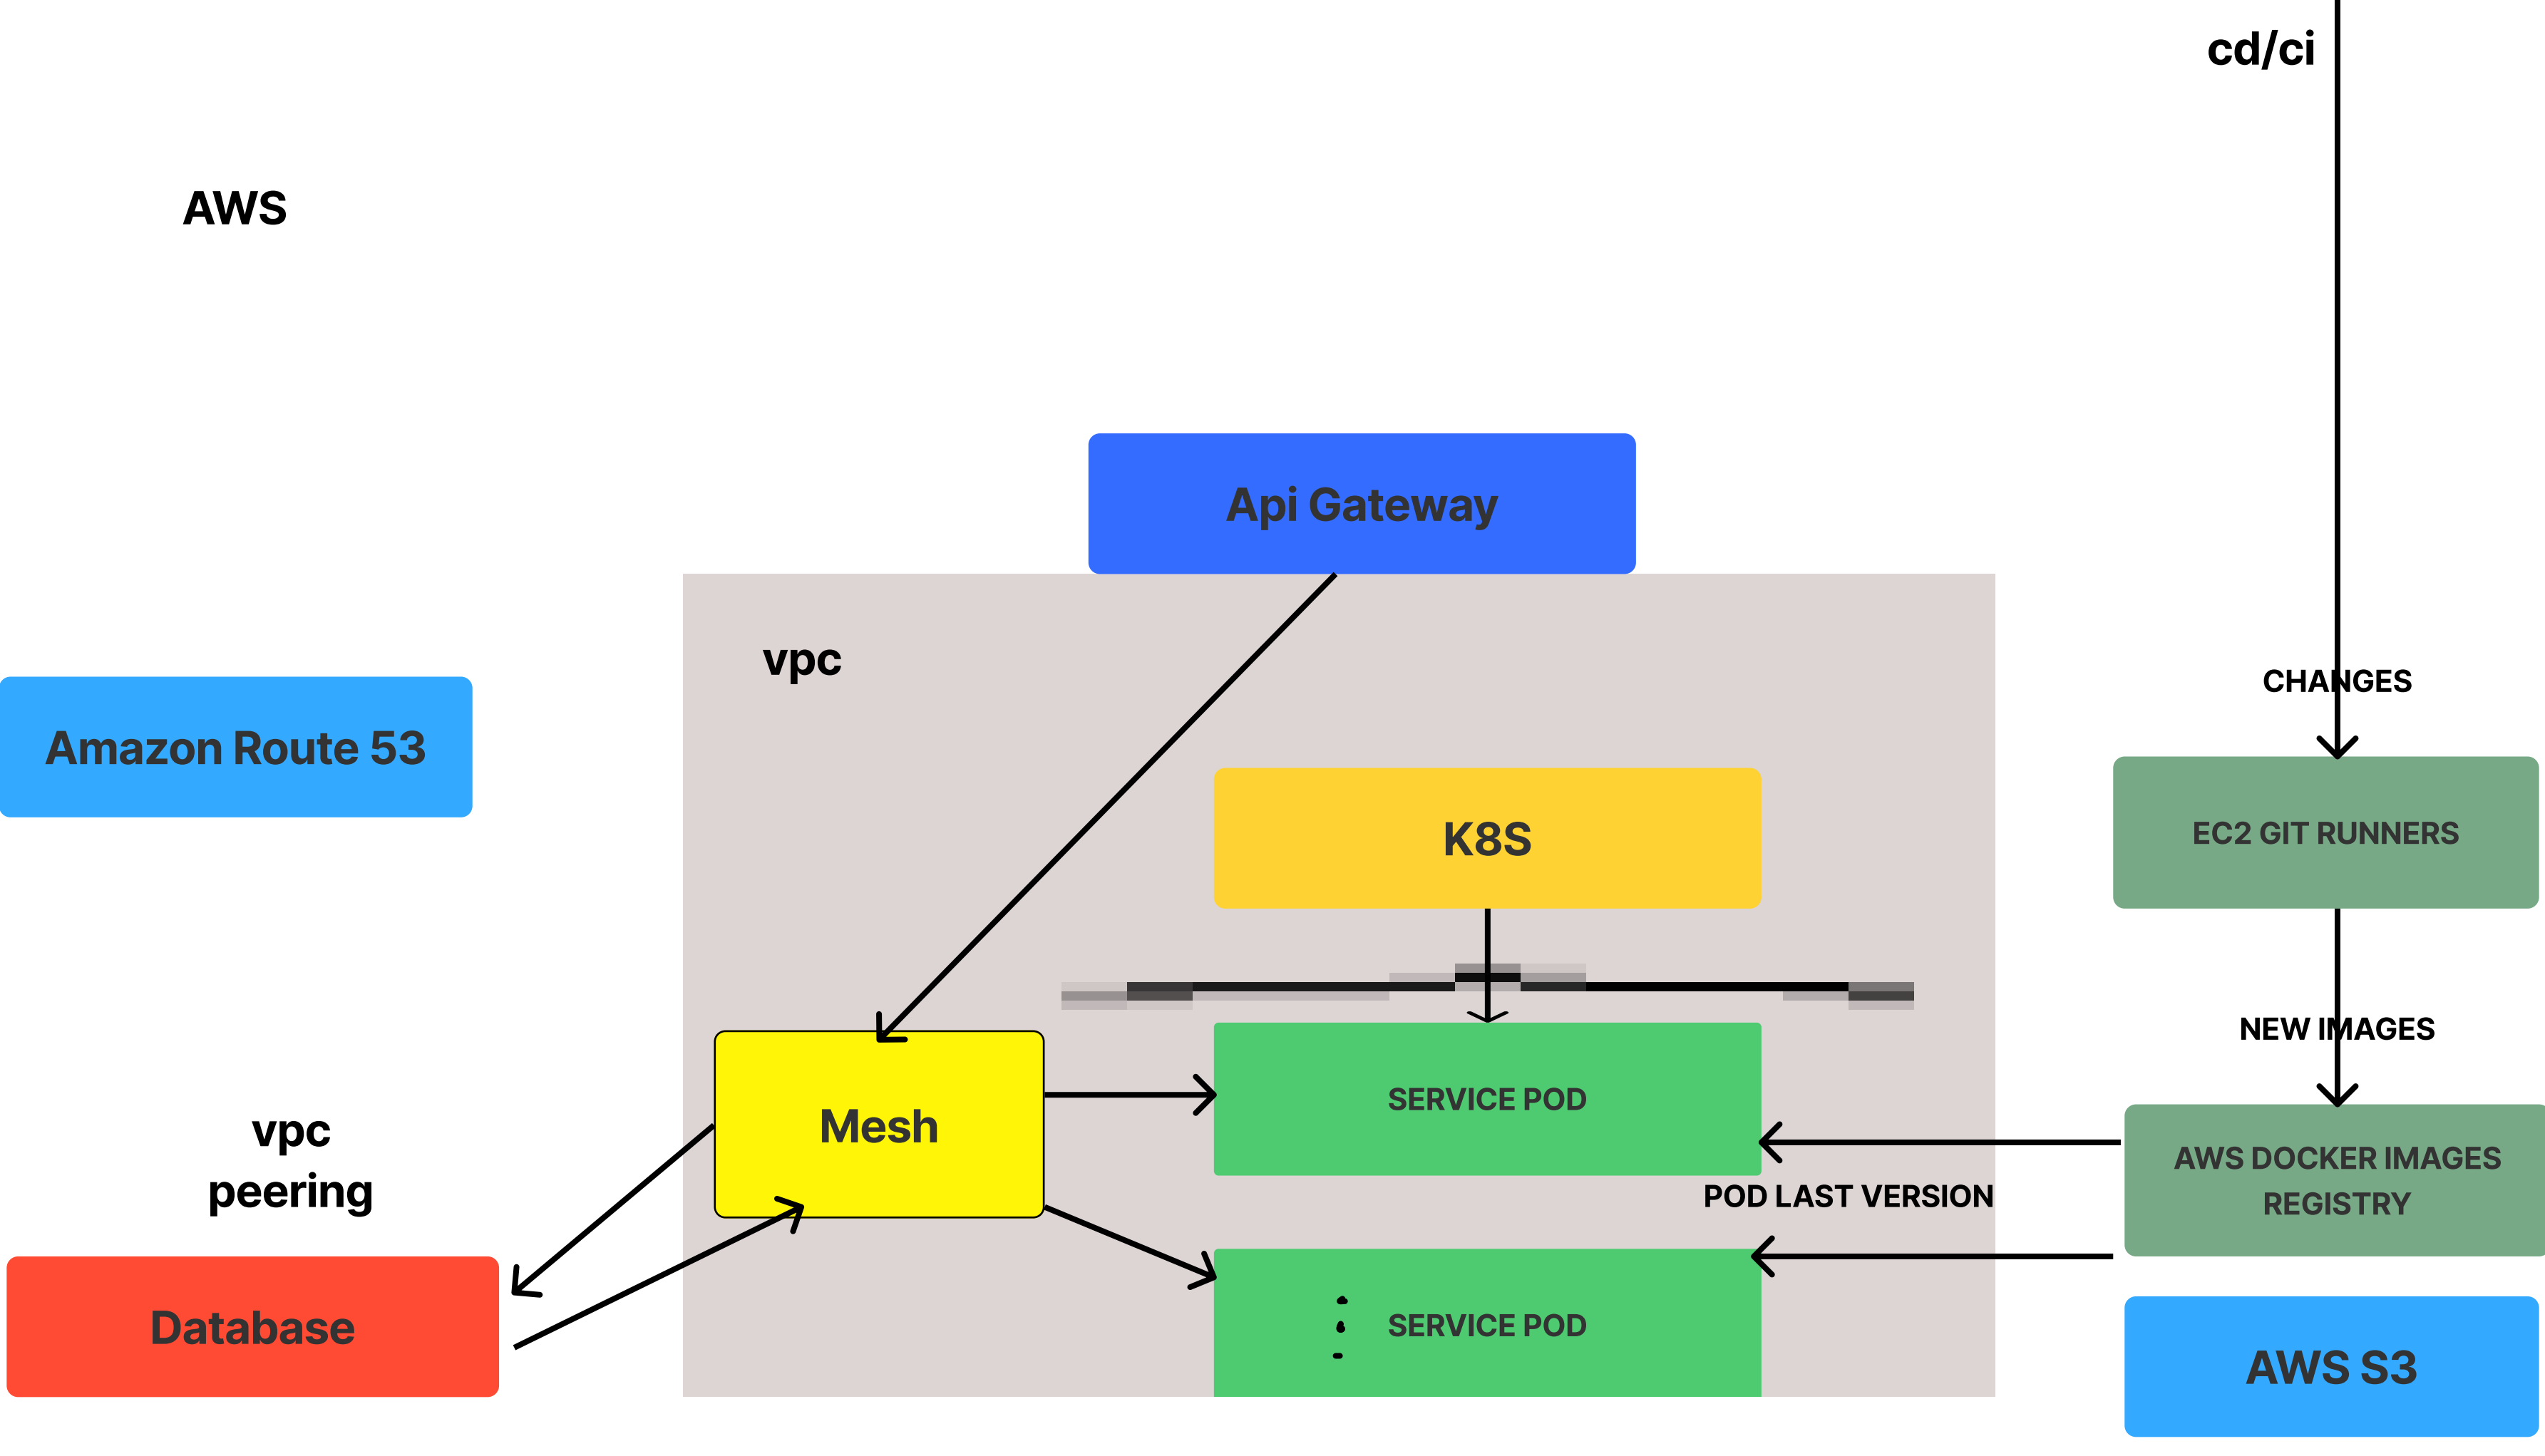 cd/ci
AWS
Api Gateway
vpc
CHANGES
Amazon Route 53
K8S
EC2 GIT RUNNERS
NEW IMAGES
Mesh
SERVICE POD
vpc
peering
AWS DOCKER IMAGES
REGISTRY
POD LAST VERSION
Database
SERVICE POD
AWS S3